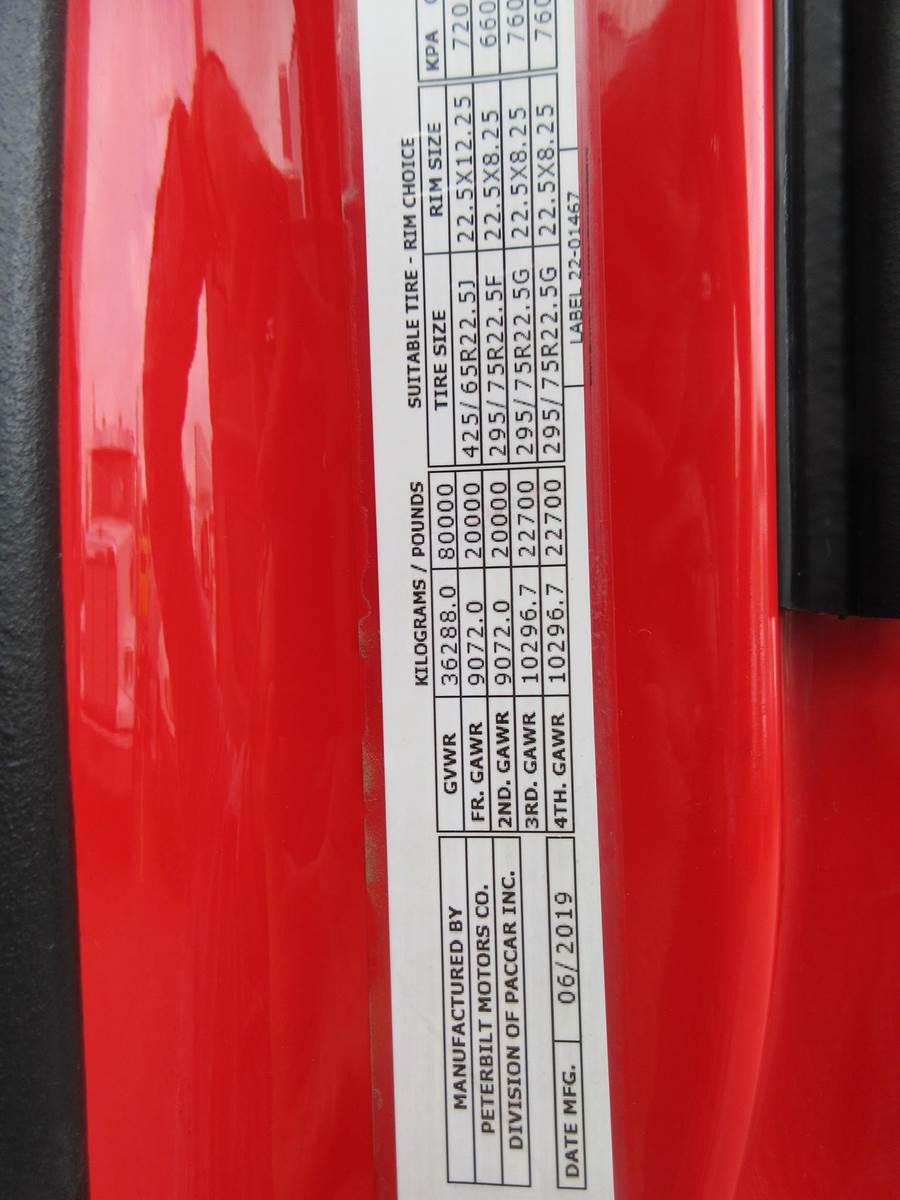 MANUFACTURED BY
PETERBILT MOTORS CO.
DIVISION OF PACCAR INC.
DATE MFG. 06/2019
KILOGRAMS / POUNDS
GVWR 36288.0 80000
FR. GAWR 9072.0 20000
2ND. GAWR 9072.0 20000
3RD. GAWR 10296.7 22700
4TH. GAWR 10296.7 22700
SUITABLE TIRE - RIM CHOICE
TIRE SIZE RIM SIZE KPA
425/65R22.5J 22.5X12.25 720
295/75R22.5F 22.5X8.25 660
295/75R22.5G 22.5X8.25 760
295/75R22.5G 22.5X8.25 760
LABEL 22-01467